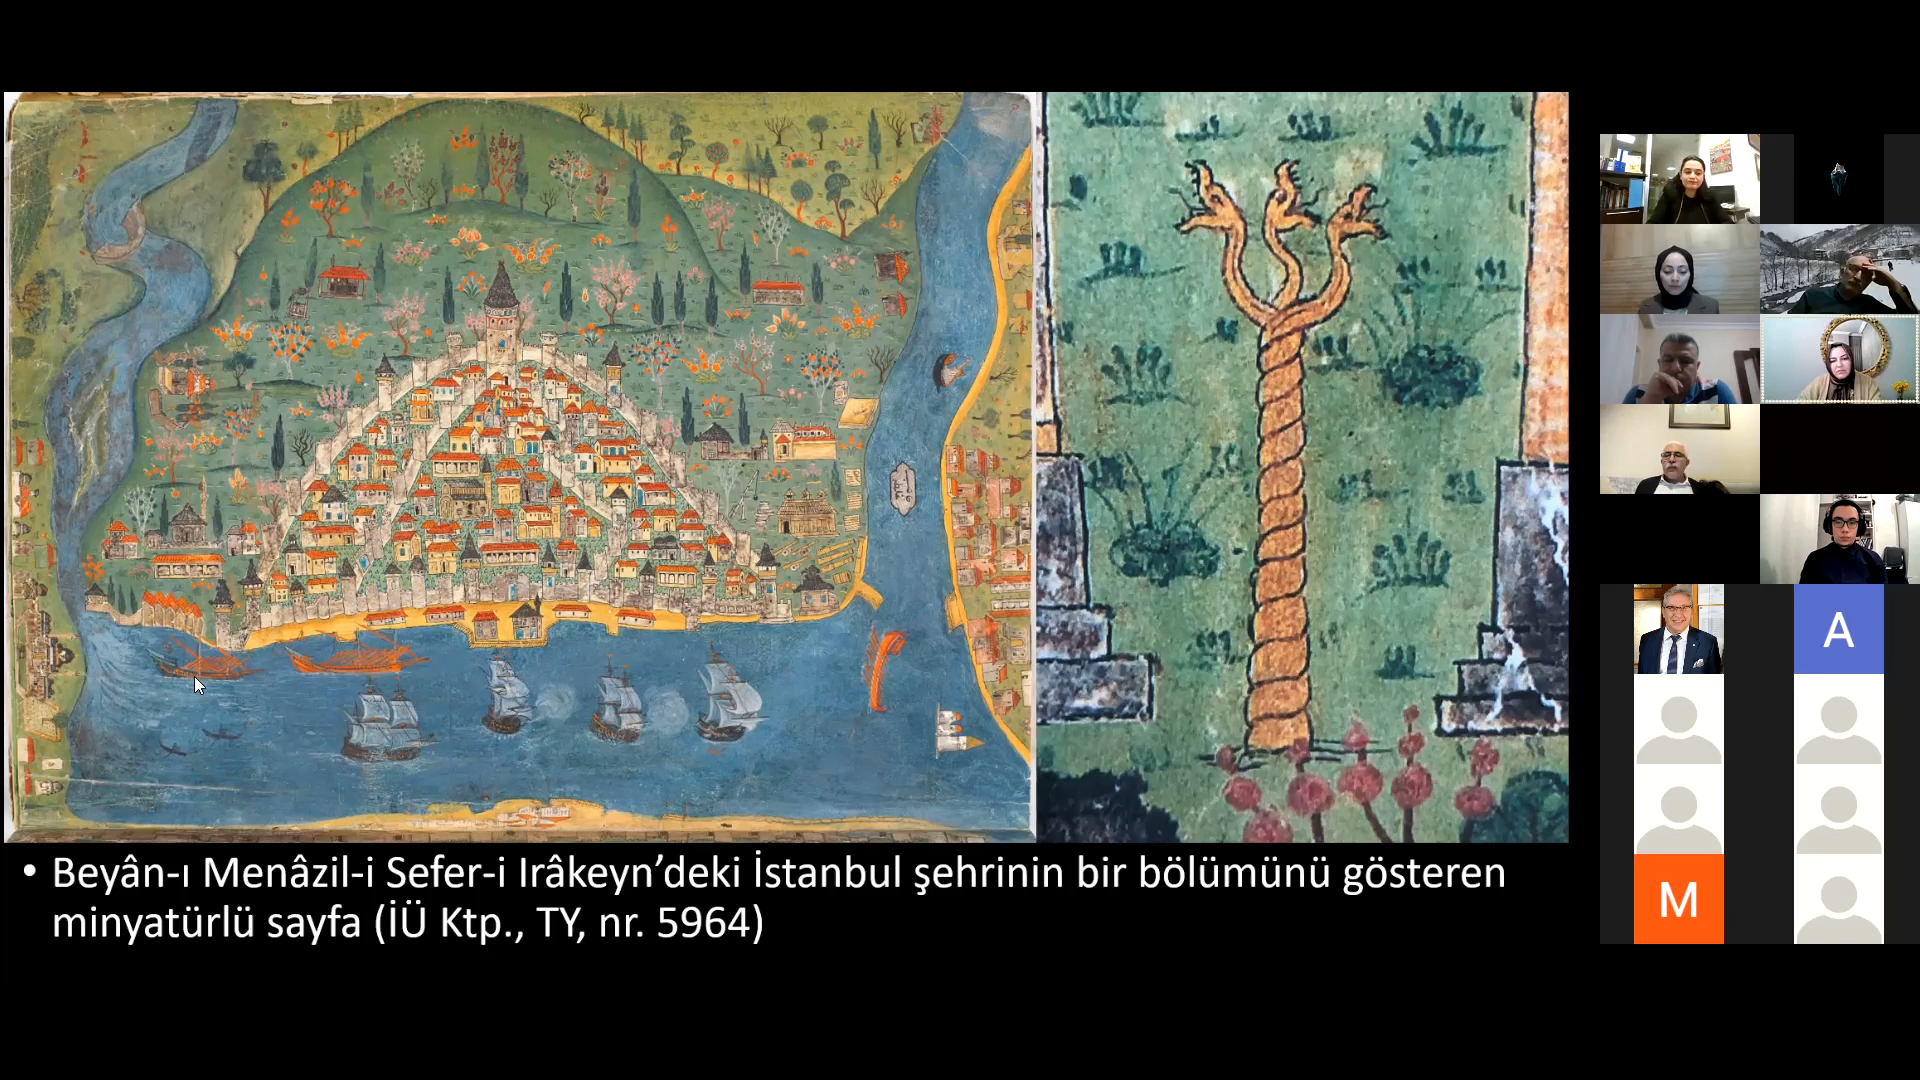 • Beyân-ı Menâzil-i Sefer-i Irâkeyn’deki İstanbul şehrinin bir bölümünü gösteren
minyatürlü sayfa (İÜ Ktp., TY, nr. 5964)
A
M